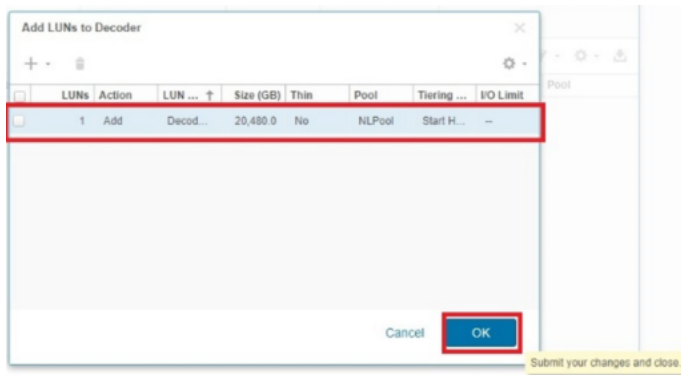 Add LUNs to Decoder
LUNs Action LUN ... ↑ Size (GB) Thin Pool Tiering ... I/O Limit
Pool
1 Add Decod... 20,480.0 No NLPool Start H... --
Cancel OK
Submit your changes and close.